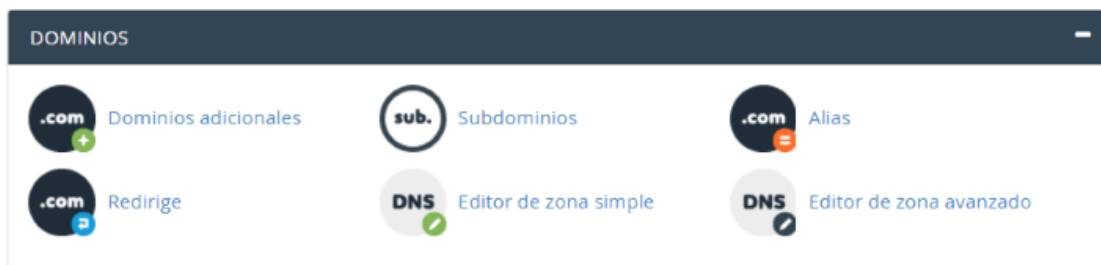 DOMINIOS
.com Dominios adicionales
sub. Subdominios
.com Alias
.com Redirige
DNS Editor de zona simple
DNS Editor de zona avanzado